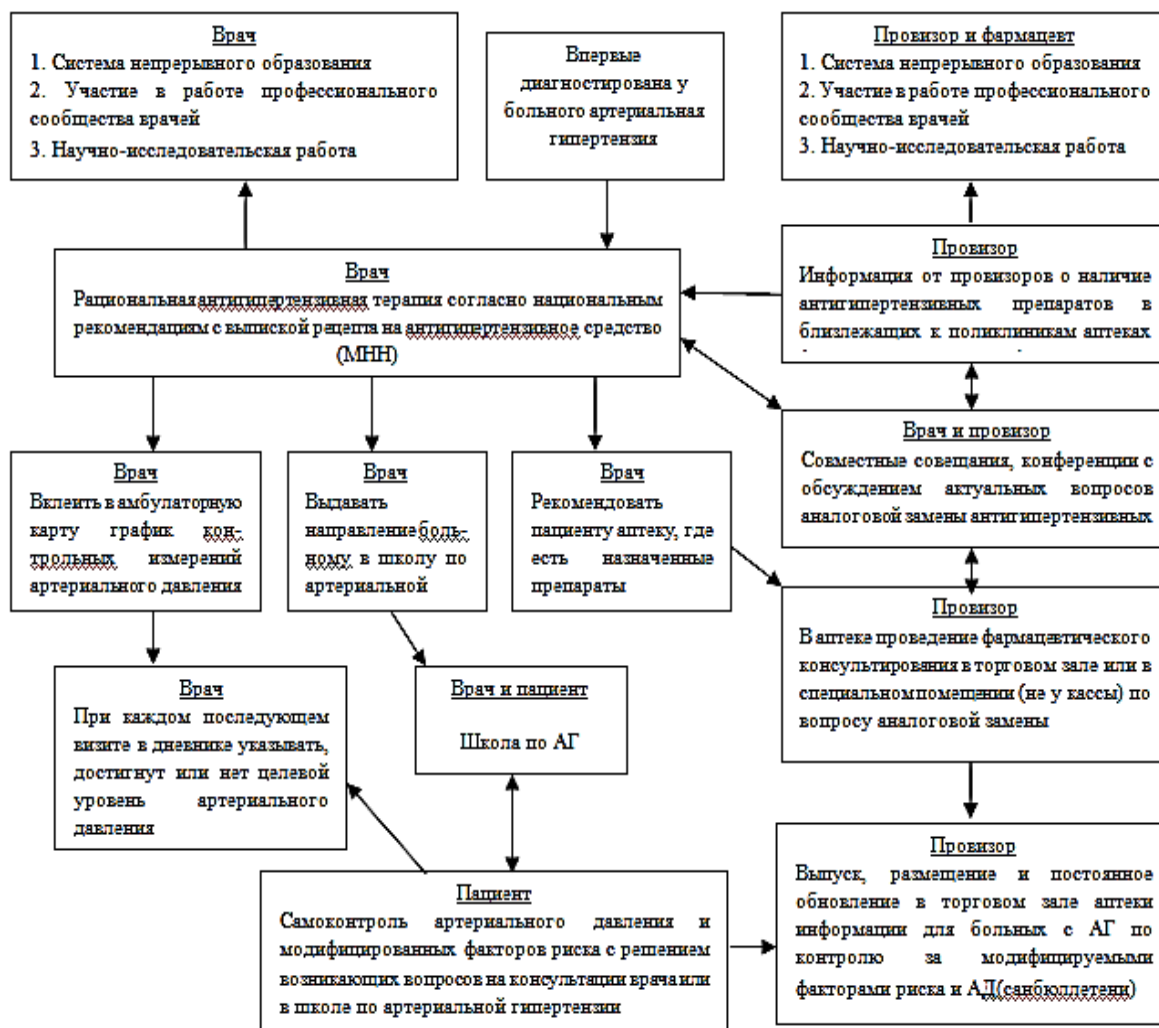 Врач
1. Система непрерывного образования
2. Участие в работе профессионального
сообщества врачей
3. Научно-исследовательская работа
Впервые
диагностирована у
больного артериальная
гипертензия
Провизор и фармацевт
1. Система непрерывного образования
2. Участие в работе профессионального
сообщества врачей
3. Научно-исследовательская работа
Врач
Рациональная антигипертензивная терапия согласно национальным
рекомендациям с выпиской рецепта на антигипертензивное средство
(МНН)
Провизор
Информация от провизоров о наличие
антигипертензивных препаратов в
близлежащих к поликлиникам аптеках
Врач
Вклеить в амбулаторную
карту график кон-
трольных измерений
артериального давления
Врач
Выдавать
направление боль-
ному в школу по
артериальной
Врач
Рекомендовать
пациенту аптеку, где
есть назначенные
препараты
Врач и провизор
Совместные совещания, конференции с
обсуждением актуальных вопросов
аналоговой замены антигипертензивных
Провизор
В аптеке проведение фармацевтического
консультирования в торговом зале или в
специальном помещении (не у кассы) по
вопросу аналоговой замены
Врач
При каждом последующем
визите в дневнике указывать,
достигнут или нет целевой
уровень артериального
давления
Врач и пациент
Школа по АГ
Пациент
Самоконтроль артериального давления и
модифицированных факторов риска с решением
возникающих вопросов на консультации врача или
в школе по артериальной гипертензии
Провизор
Выпуск, размещение и постоянное
обновление в торговом зале аптеки
информации для больных с АГ по
контролю за модифицируемыми
факторами риска и АД(санбюллетени)